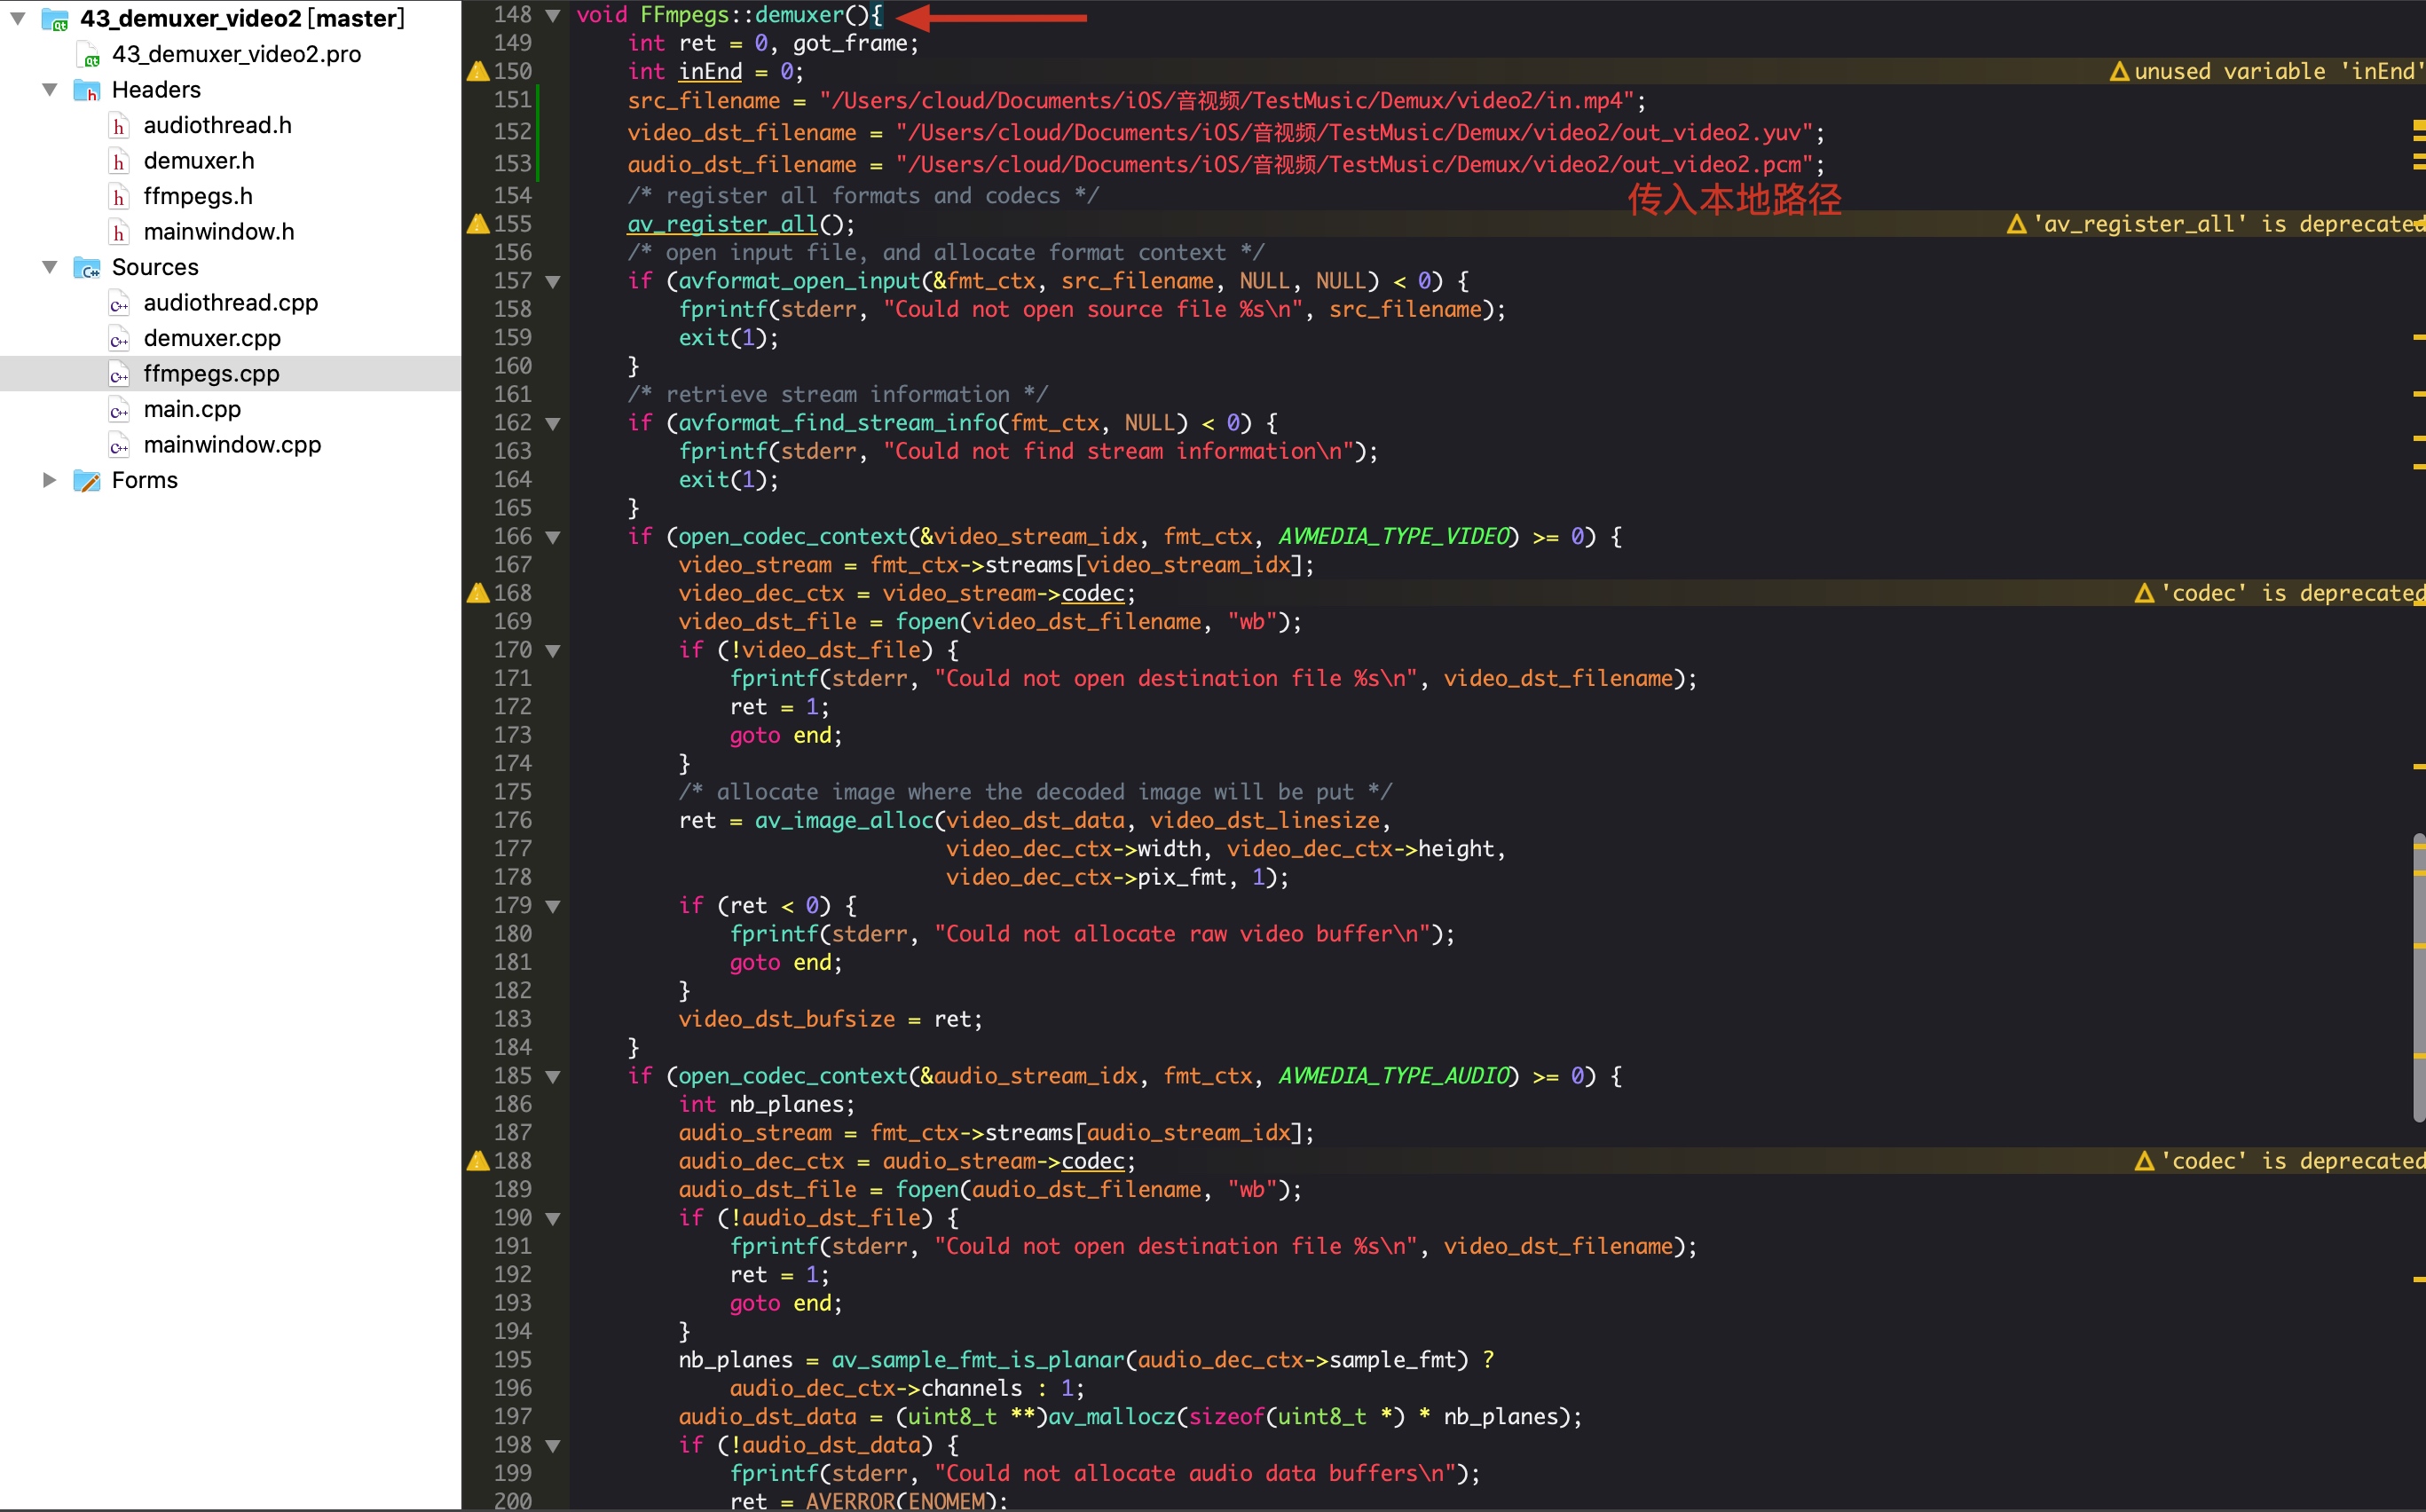 43_demuxer_video2 [master]
43_demuxer_video2.pro
Headers
audiothread.h
demuxer.h
ffmpegs.h
mainwindow.h
Sources
audiothread.cpp
demuxer.cpp
ffmpegs.cpp
main.cpp
mainwindow.cpp
Forms
148 void FFmpegs::demuxer(){
149 int ret = 0, got_frame;
150 int inEnd = 0; unused variable 'inEnd'
151 src_filename = "/Users/cloud/Documents/iOS/音视频/TestMusic/Demux/video2/in.mp4";
152 video_dst_filename = "/Users/cloud/Documents/iOS/音视频/TestMusic/Demux/video2/out_video2.yuv";
153 audio_dst_filename = "/Users/cloud/Documents/iOS/音视频/TestMusic/Demux/video2/out_video2.pcm";
154 /* register all formats and codecs */
传入本地路径
155 av_register_all(); 'av_register_all' is deprecated
156 /* open input file, and allocate format context */
157 if (avformat_open_input(&fmt_ctx, src_filename, NULL, NULL) < 0) {
158 fprintf(stderr, "Could not open source file %s\n", src_filename);
159 exit(1);
160 }
161 /* retrieve stream information */
162 if (avformat_find_stream_info(fmt_ctx, NULL) < 0) {
163 fprintf(stderr, "Could not find stream information\n");
164 exit(1);
165 }
166 if (open_codec_context(&video_stream_idx, fmt_ctx, AVMEDIA_TYPE_VIDEO) >= 0) {
167 video_stream = fmt_ctx->streams[video_stream_idx];
168 video_dec_ctx = video_stream->codec; 'codec' is deprecated
169 video_dst_file = fopen(video_dst_filename, "wb");
170 if (!video_dst_file) {
171 fprintf(stderr, "Could not open destination file %s\n", video_dst_filename);
172 ret = 1;
173 goto end;
174 }
175 /* allocate image where the decoded image will be put */
176 ret = av_image_alloc(video_dst_data, video_dst_linesize,
177 video_dec_ctx->width, video_dec_ctx->height,
178 video_dec_ctx->pix_fmt, 1);
179 if (ret < 0) {
180 fprintf(stderr, "Could not allocate raw video buffer\n");
181 goto end;
182 }
183 video_dst_bufsize = ret;
184 }
185 if (open_codec_context(&audio_stream_idx, fmt_ctx, AVMEDIA_TYPE_AUDIO) >= 0) {
186 int nb_planes;
187 audio_stream = fmt_ctx->streams[audio_stream_idx];
188 audio_dec_ctx = audio_stream->codec; 'codec' is deprecated
189 audio_dst_file = fopen(audio_dst_filename, "wb");
190 if (!audio_dst_file) {
191 fprintf(stderr, "Could not open destination file %s\n", video_dst_filename);
192 ret = 1;
193 goto end;
194 }
195 nb_planes = av_sample_fmt_is_planar(audio_dec_ctx->sample_fmt) ?
196 audio_dec_ctx->channels : 1;
197 audio_dst_data = (uint8_t **)av_mallocz(sizeof(uint8_t *) * nb_planes);
198 if (!audio_dst_data) {
199 fprintf(stderr, "Could not allocate audio data buffers\n");
200 ret = AVERROR(ENOMEM);